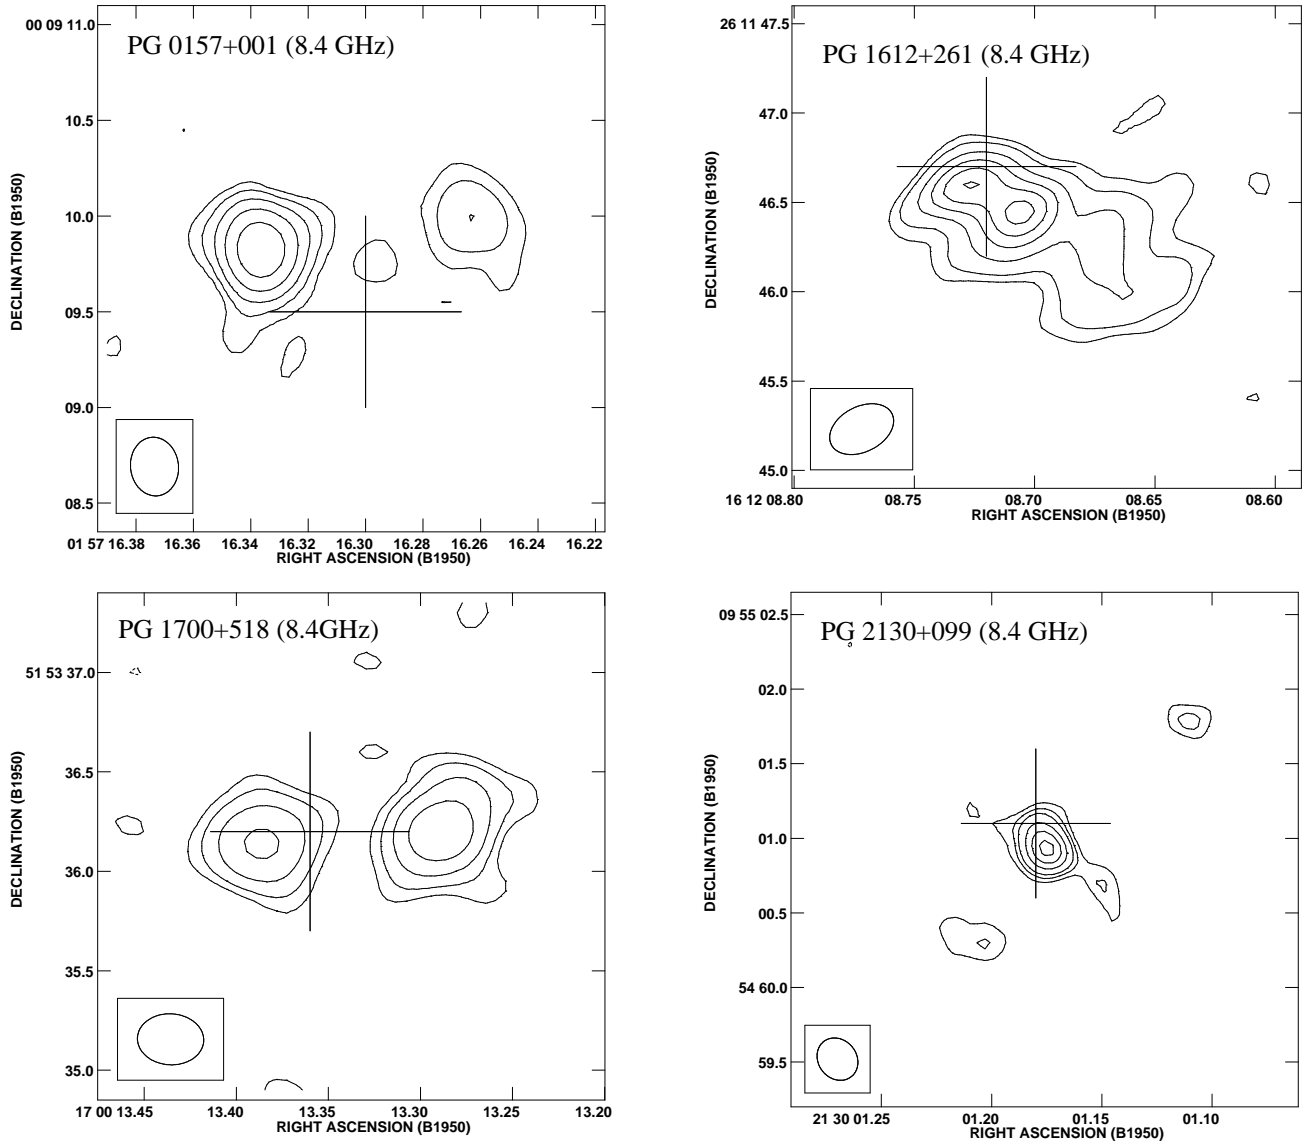 PG 0157+001 (8.4 GHz)
DECLINATION (B1950)
00 09 11.0
10.5
10.0
09.5
09.0
08.5
01 57 16.38 16.36 16.34 16.32 16.30 16.28 16.26 16.24 16.22
RIGHT ASCENSION (B1950)
PG 1612+261 (8.4 GHz)
DECLINATION (B1950)
26 11 47.5
47.0
46.5
46.0
45.5
45.0
16 12 08.80 08.75 08.70 08.65 08.60
RIGHT ASCENSION (B1950)
PG 1700+518 (8.4GHz)
DECLINATION (B1950)
51 53 37.0
36.5
36.0
35.5
35.0
17 00 13.45 13.40 13.35 13.30 13.25 13.20
RIGHT ASCENSION (B1950)
PG 2130+099 (8.4 GHz)
DECLINATION (B1950)
09 55 02.5
02.0
01.5
01.0
00.5
54 60.0
59.5
21 30 01.25 01.20 01.15 01.10
RIGHT ASCENSION (B1950)